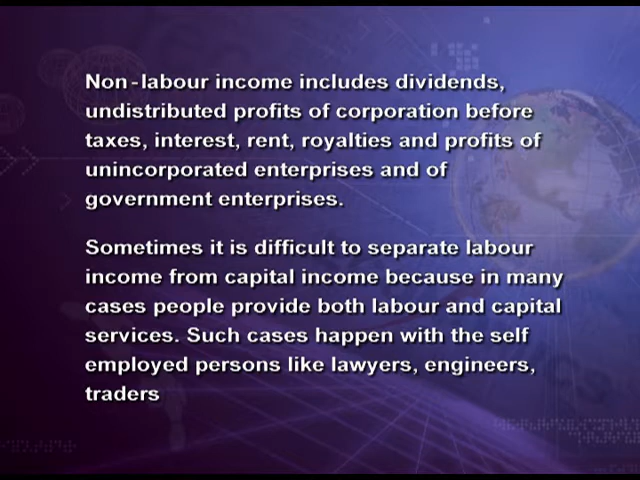 Non-labour income includes dividends,
undistributed profits of corporation before
taxes, interest, rent, royalties and profits of
unincorporated enterprises and of
government enterprises.
Sometimes it is difficult to separate labour
income from capital income because in many
cases people provide both labour and capital
services. Such cases happen with the self
employed persons like lawyers, engineers,
traders